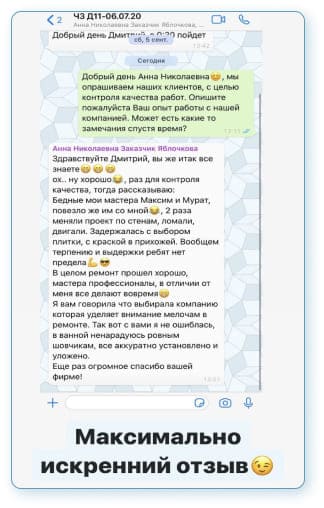 2
ЧЗ Д11-06.07.20
Анна Николаевна Заказчик Яблочкова, ...
Добрый день Дмитрий, в 9:20 пойдет
10:42
сб, 5 сент.
Сегодня
Добрый день Анна Николаевна😊, мы
опрашиваем наших клиентов, с целью
контроля качества работ. Опишите
пожалуйста Ваш опыт работы с нашей
компанией. Может есть какие то
замечания спустя время?
Анна Николаевна Заказчик Яблочкова
Здравствуйте Дмитрий, вы же итак все
знаете😁😁😁
ох.. ну хорошо😂, раз для контроля
качества, тогда рассказываю:
Бедные мои мастера Максим и Мурат,
повезло же им со мной😂, 2 раза
меняли проект по стенам, ломали,
двигали. Задержалась с выбором
плитки, с краской в прихожей. Вообщем
терпению и выдержки ребят нет
предела💪😎
В целом ремонт прошел хорошо,
мастера профессионалы, в отличии от
меня все делают вовремя😁
Я вам говорила что выбирала компанию
которая уделяет внимание мелочам в
ремонте. Так вот с вами я не ошиблась,
в ванной ненарадуюсь ровным
шовчикам, все аккуратно установлено и
уложено.
Еще раз огромное спасибо вашей
фирме!
Максимально
искренний отзыв😉